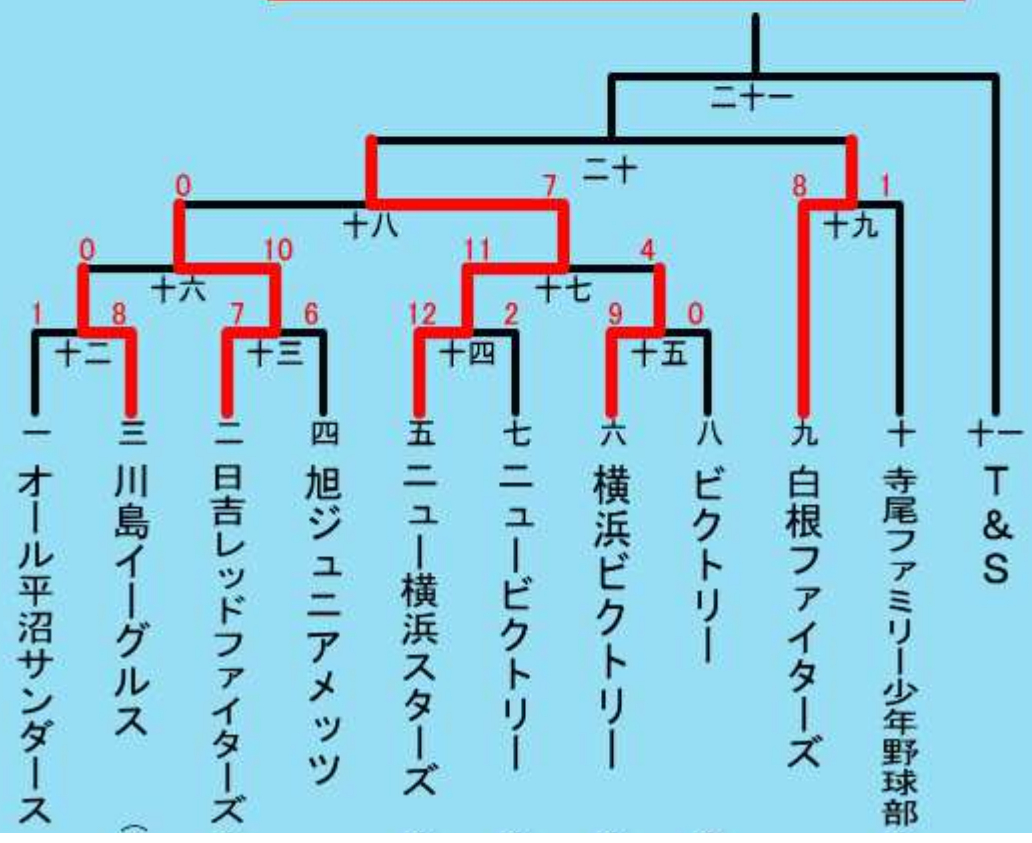 二十一
二十
0
7
8
1
十八
十九
0
10
11
4
十六
十七
1
8
7
6
12
2
9
0
十二
十三
十四
十五
一
三
二
四
五
七
六
八
九
十
十一
オール平沼サンダース
川島イーグルス
日吉レッドファイターズ
旭ジュニアメッツ
ニュー横浜スターズ
ニュービクトリー
横浜ビクトリー
ビクトリー
白根ファイターズ
寺尾ファミリー少年野球部
T&S